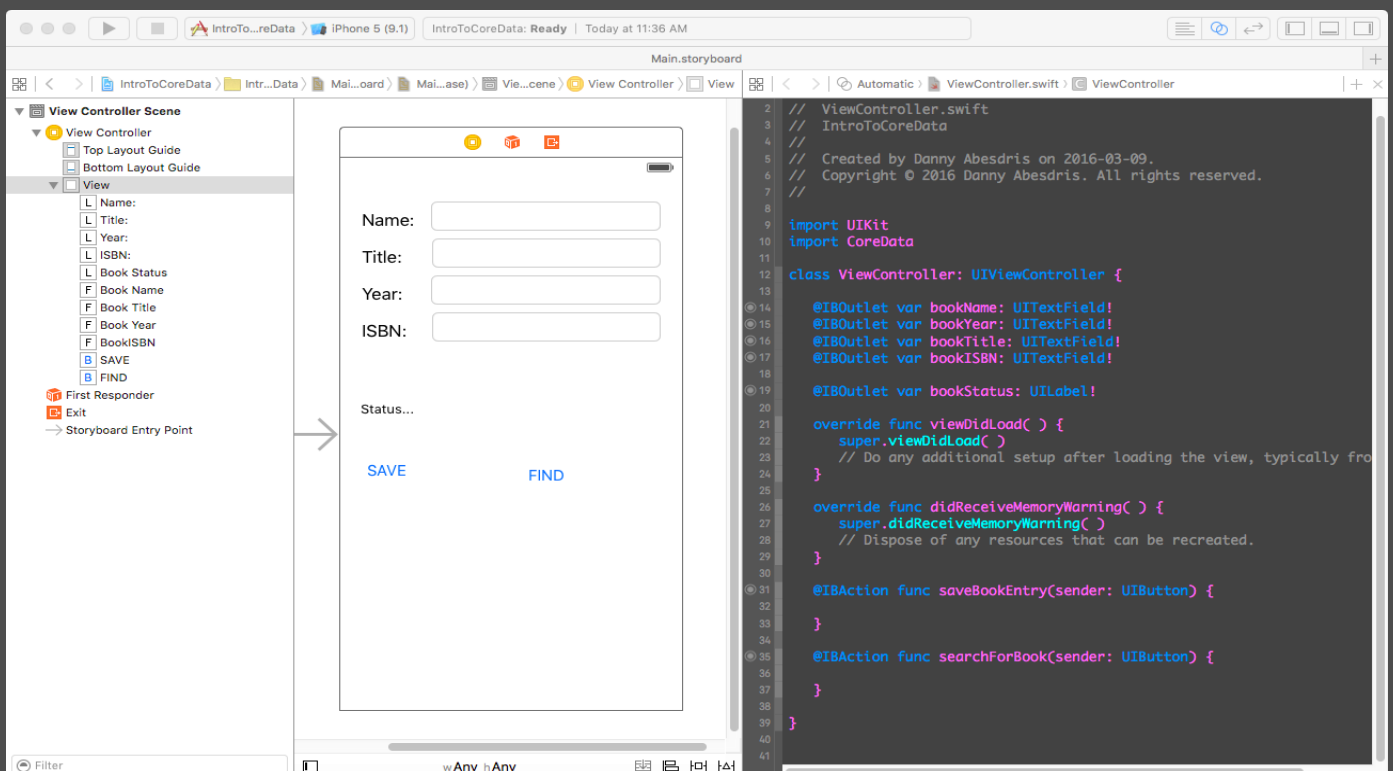 IntroTo...reData
iPhone 5 (9.1)
IntroToCoreData: Ready | Today at 11:36 AM
Main.storyboard
IntroToCoreData
Intr...Data
Mai...oard
Mai...ase)
Vie...cene
View Controller
View
Automatic
ViewController.swift
ViewController
View Controller Scene
View Controller
Top Layout Guide
Bottom Layout Guide
View
L Name:
L Title:
L Year:
L ISBN:
L Book Status
F Book Name
F Book Title
F Book Year
F BookISBN
B SAVE
B FIND
First Responder
Exit
Storyboard Entry Point
Filter
Name:
Title:
Year:
ISBN:
Status...
SAVE
FIND
wAny hAny
2 //  ViewController.swift
3 //  IntroToCoreData
4 //
5 //  Created by Danny Abesdris on 2016-03-09.
6 //  Copyright © 2016 Danny Abesdris. All rights reserved.
7 //
8
9 import UIKit
10 import CoreData
11
12 class ViewController: UIViewController {
13
14 @IBOutlet var bookName: UITextField!
15 @IBOutlet var bookYear: UITextField!
16 @IBOutlet var bookTitle: UITextField!
17 @IBOutlet var bookISBN: UITextField!
18
19 @IBOutlet var bookStatus: UILabel!
20
21 override func viewDidLoad( ) {
22 super.viewDidLoad( )
23 // Do any additional setup after loading the view, typically fro
24 }
25
26 override func didReceiveMemoryWarning( ) {
27 super.didReceiveMemoryWarning( )
28 // Dispose of any resources that can be recreated.
29 }
30
31 @IBAction func saveBookEntry(sender: UIButton) {
32
33 }
34
35 @IBAction func searchForBook(sender: UIButton) {
36
37 }
38
39 }
40
41